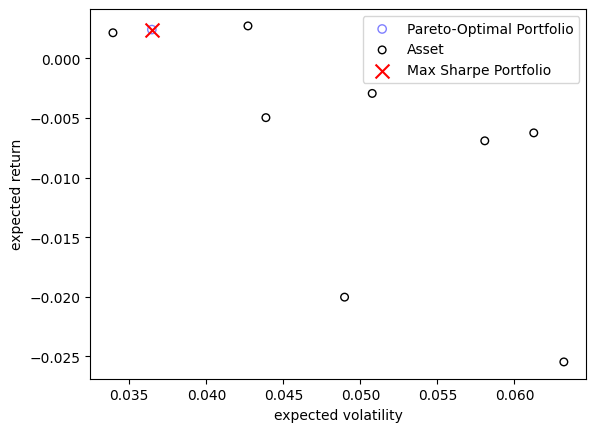 Pareto-Optimal Portfolio
Asset
Max Sharpe Portfolio
0.000
−0.005
−0.010
−0.015
−0.020
−0.025
expected return
0.035 0.040 0.045 0.050 0.055 0.060
expected volatility